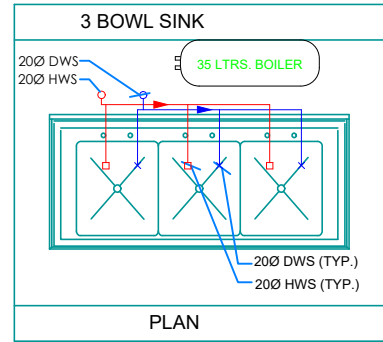 3 BOWL SINK
35 LTRS. BOILER
20Ø DWS
20Ø HWS
20Ø DWS (TYP.)
20Ø HWS (TYP.)
PLAN